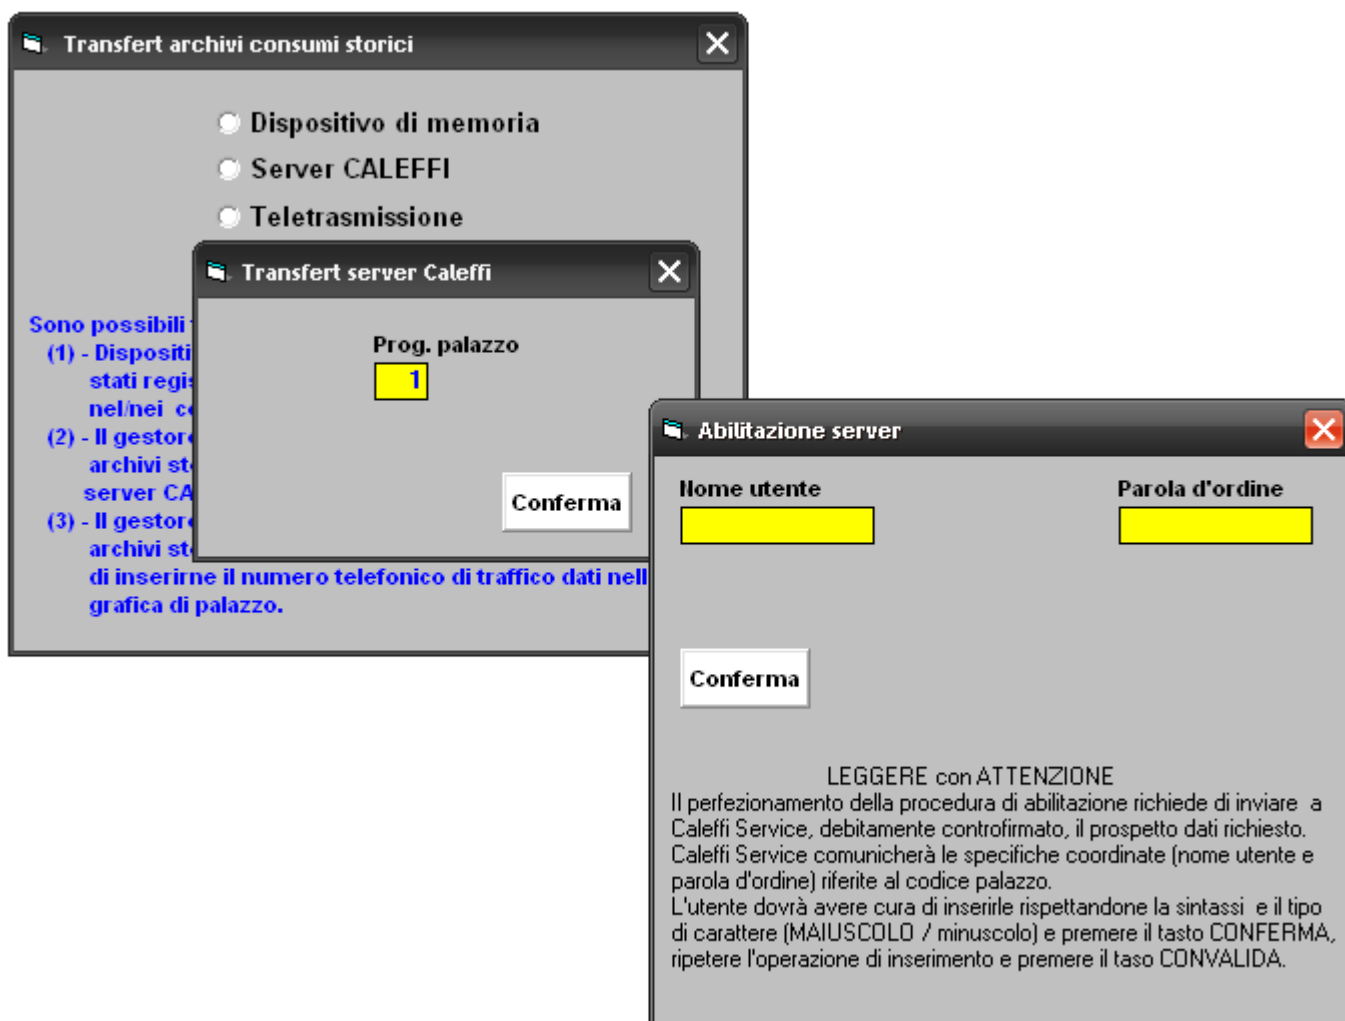 Transfert archivi consumi storici
Dispositivo di memoria
Server CALEFFI
Teletrasmissione
Sono possibili
(1) - Dispositi
stati regis
nel/nei
(2) - Il gestor
archivi st
server CA
(3) - Il gestor
archivi st
di inserirne il numero telefonico di traffico dati nell
grafica di palazzo.
Transfert server Caleffi
Prog. palazzo
1
Conferma
Abilitazione server
Nome utente
Parola d'ordine
Conferma
LEGGERE con ATTENZIONE
Il perfezionamento della procedura di abilitazione richiede di inviare a
Caleffi Service, debitamente controfirmato, il prospetto dati richiesto.
Caleffi Service comunicherà le specifiche coordinate (nome utente e
parola d'ordine) riferite al codice palazzo.
L'utente dovrà avere cura di inserirle rispettandone la sintassi e il tipo
di carattere (MAIUSCOLO / minuscolo) e premere il tasto CONFERMA,
ripetere l'operazione di inserimento e premere il taso CONVALIDA.